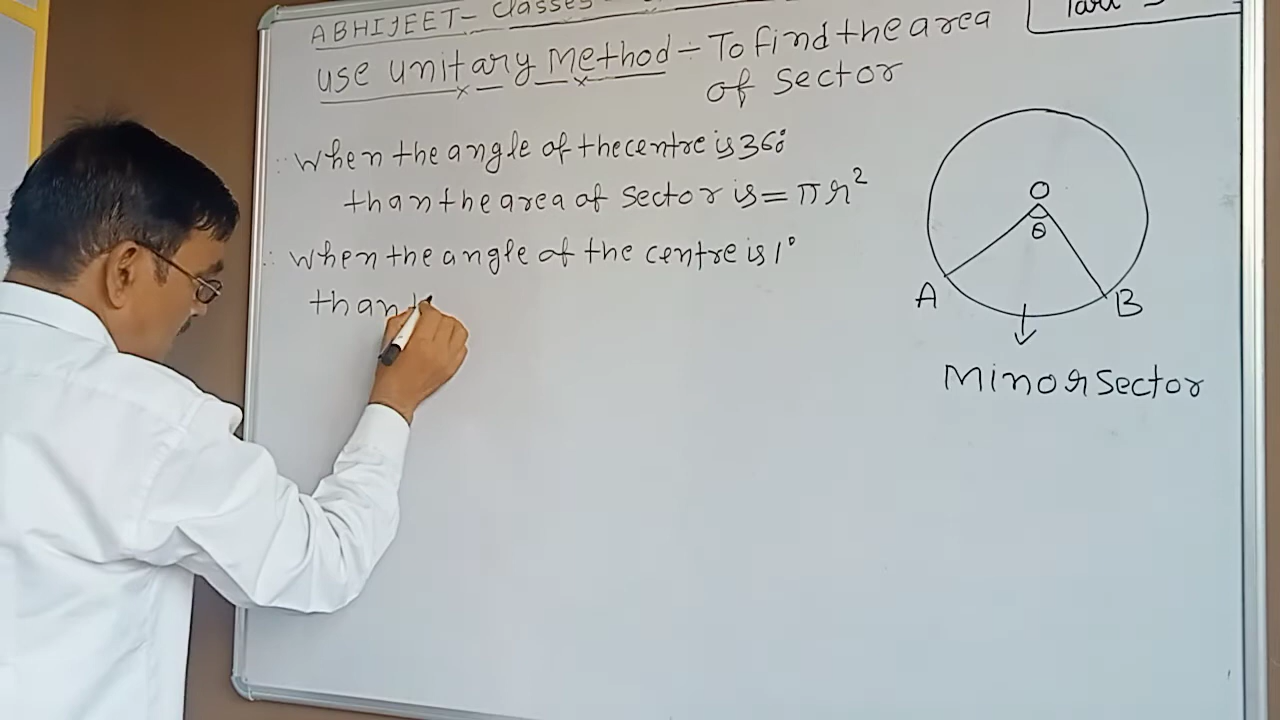 ABHIJEET- Classes -
use unitary Method ÷ To find the area
of sector
∵ When the angle of the centre is 360°
than the area of sector is = πr²
∴ When the angle of the centre is 1°
than t
O
θ
A
B
Minor sector